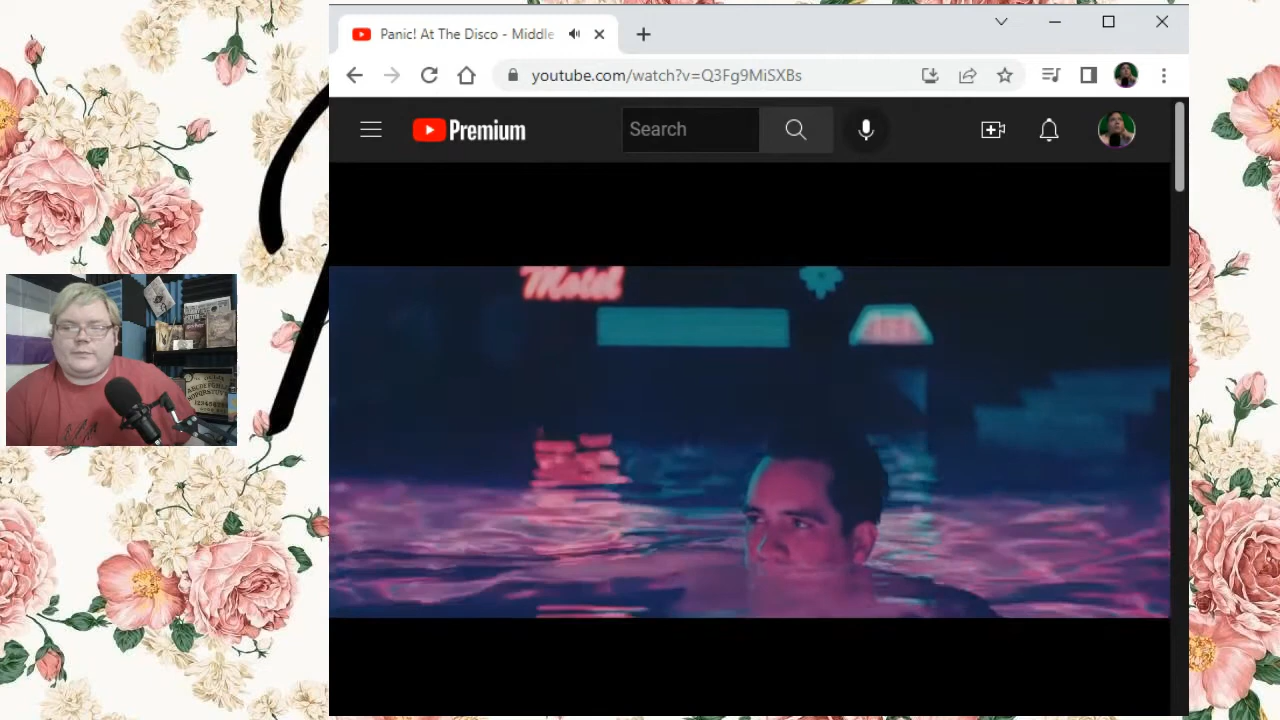 Panic! At The Disco - Middle
youtube.com/watch?v=Q3Fg9MiSXBs
Premium
Search
Motel